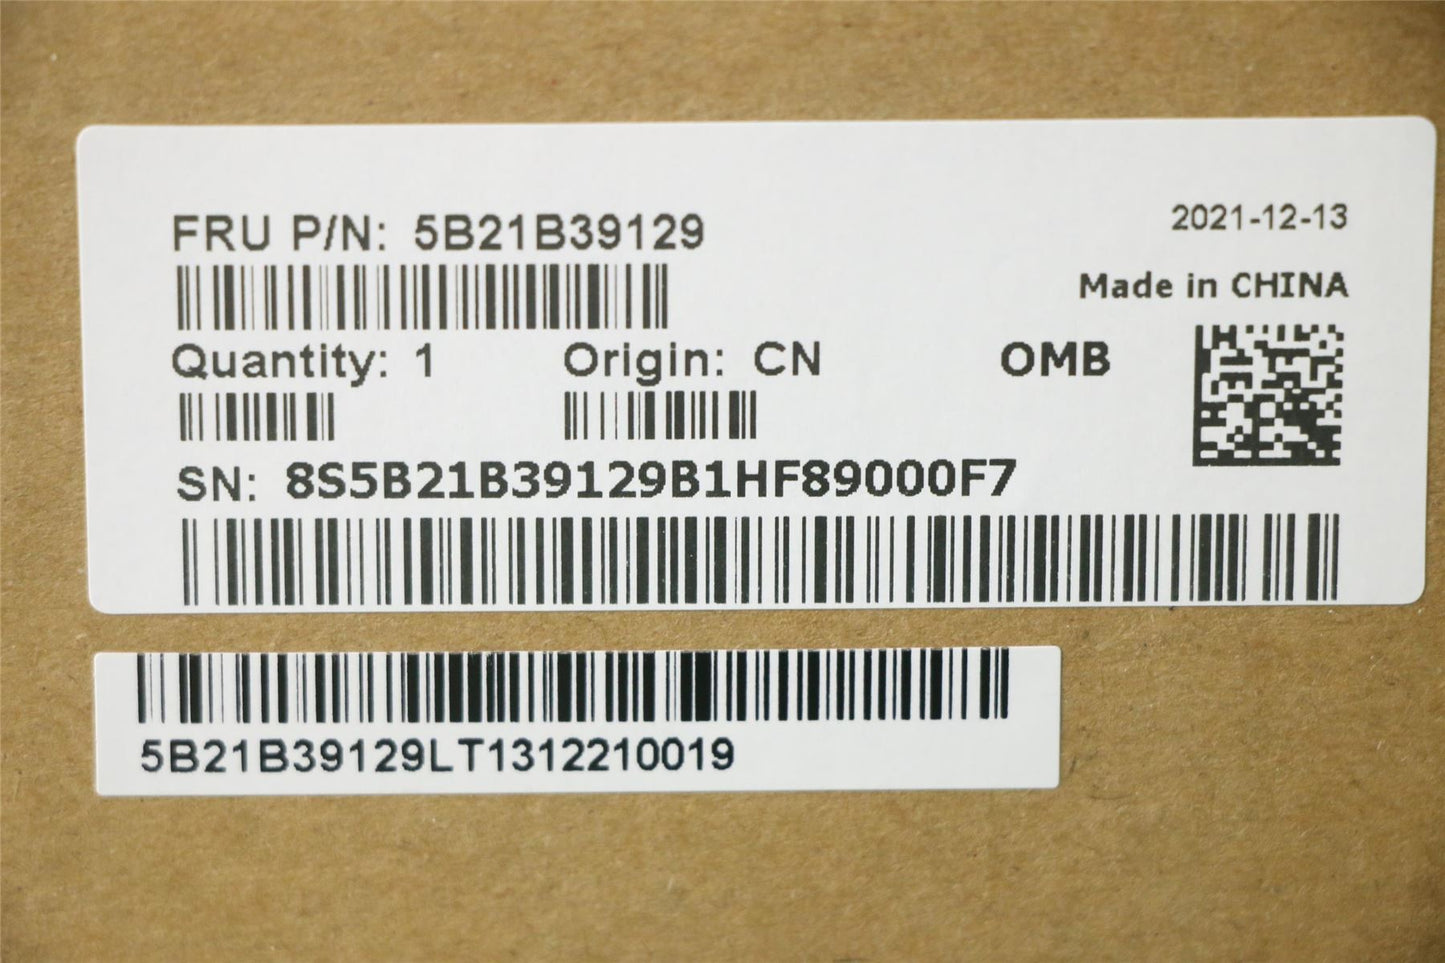 2021-12-13
FRU P/N: 5B21B39129
Made in CHINA
Quantity: 1 Origin: CN OMB
SN: 8S5B21B39129B1HF89000F7
5B21B39129LT1312210019